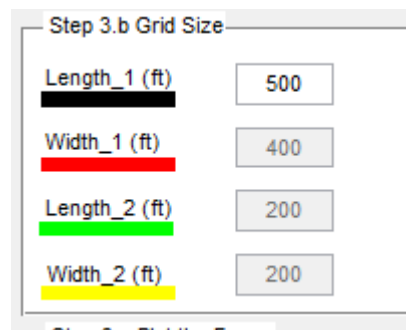 Step 3.b Grid Size
Length_1 (ft) 500
Width_1 (ft) 400
Length_2 (ft) 200
Width_2 (ft) 200